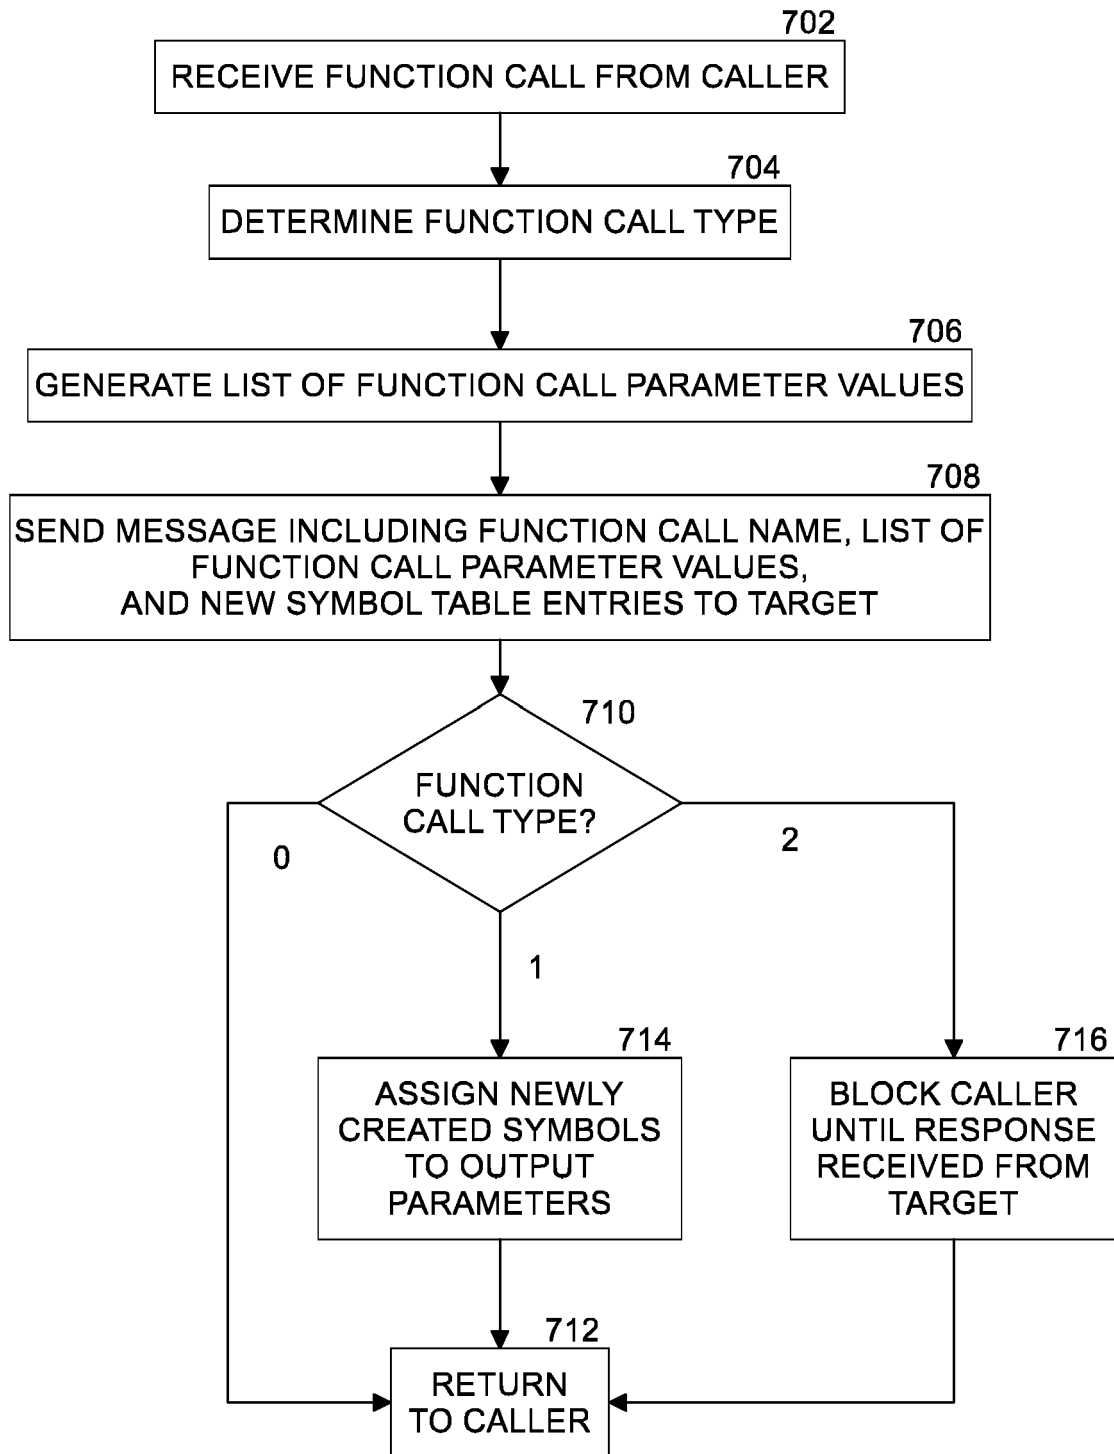 702
RECEIVE FUNCTION CALL FROM CALLER
704
DETERMINE FUNCTION CALL TYPE
706
GENERATE LIST OF FUNCTION CALL PARAMETER VALUES
708
SEND MESSAGE INCLUDING FUNCTION CALL NAME, LIST OF
FUNCTION CALL PARAMETER VALUES,
AND NEW SYMBOL TABLE ENTRIES TO TARGET
710
FUNCTION
CALL TYPE?
0
2
1
714
ASSIGN NEWLY
CREATED SYMBOLS
TO OUTPUT
PARAMETERS
716
BLOCK CALLER
UNTIL RESPONSE
RECEIVED FROM
TARGET
712
RETURN
TO CALLER